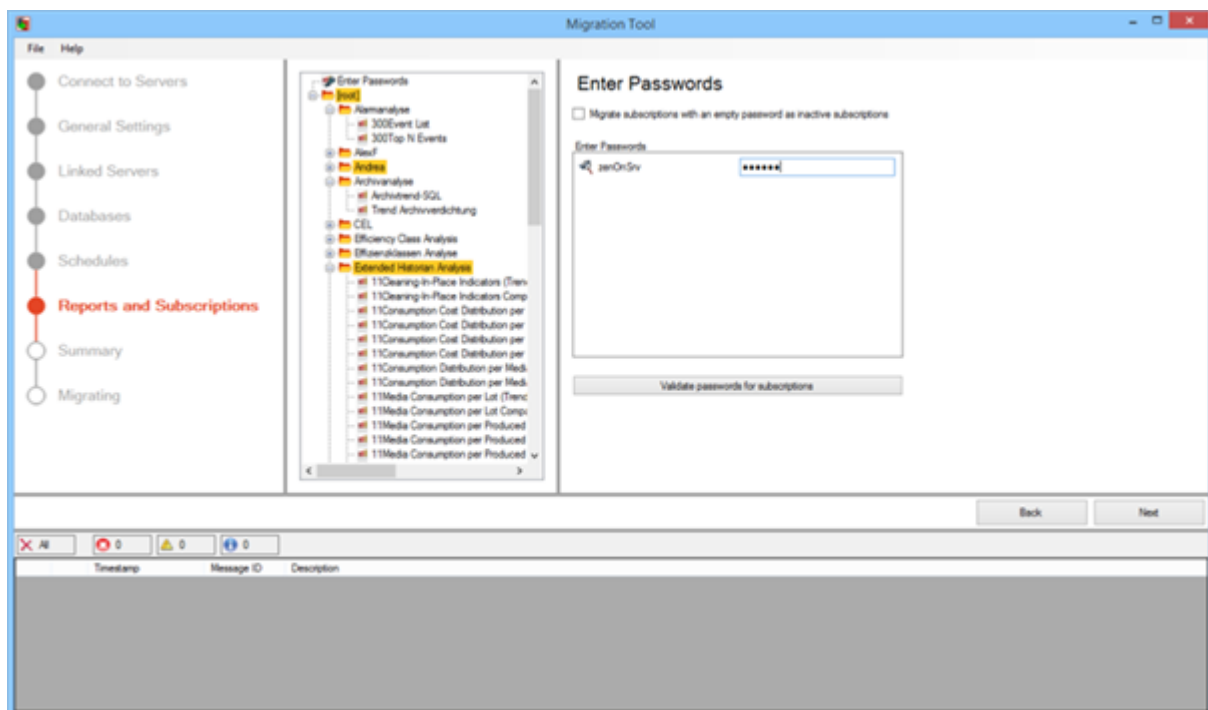 Migration Tool
File Help
Connect to Servers
General Settings
Linked Servers
Databases
Schedules
Reports and Subscriptions
Summary
Migrating
Enter Passwords
[root]
Alarmanalyse
300Event List
300Top N Events
AlexF
Andrea
Archivanalyse
Archivtrend-SQL
Trend Archivverdichtung
CEL
Efficiency Class Analysis
Effizienzklassen Analyse
Extended Historian Analysis
11Cleaning-In-Place Indicators (Tren
11Cleaning-In-Place Indicators Comp
11Consumption Cost Distribution per
11Consumption Cost Distribution per
11Consumption Cost Distribution per
11Consumption Cost Distribution per
11Consumption Distribution per Medi
11Consumption Distribution per Medi
11Media Consumption per Lot (Trend
11Media Consumption per Lot Compa
11Media Consumption per Produced
11Media Consumption per Produced
11Media Consumption per Produced
Enter Passwords
Migrate subscriptions with an empty password as inactive subscriptions
Enter Passwords
zenOnSrv ••••••
Validate passwords for subscriptions
Back Next
All 0 0 0
Timestamp Message ID Description